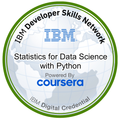 IBM Developer Skills Network
IBM
Statistics for Data Science
with Python
Powered By
coursera
IBM Digital Credential